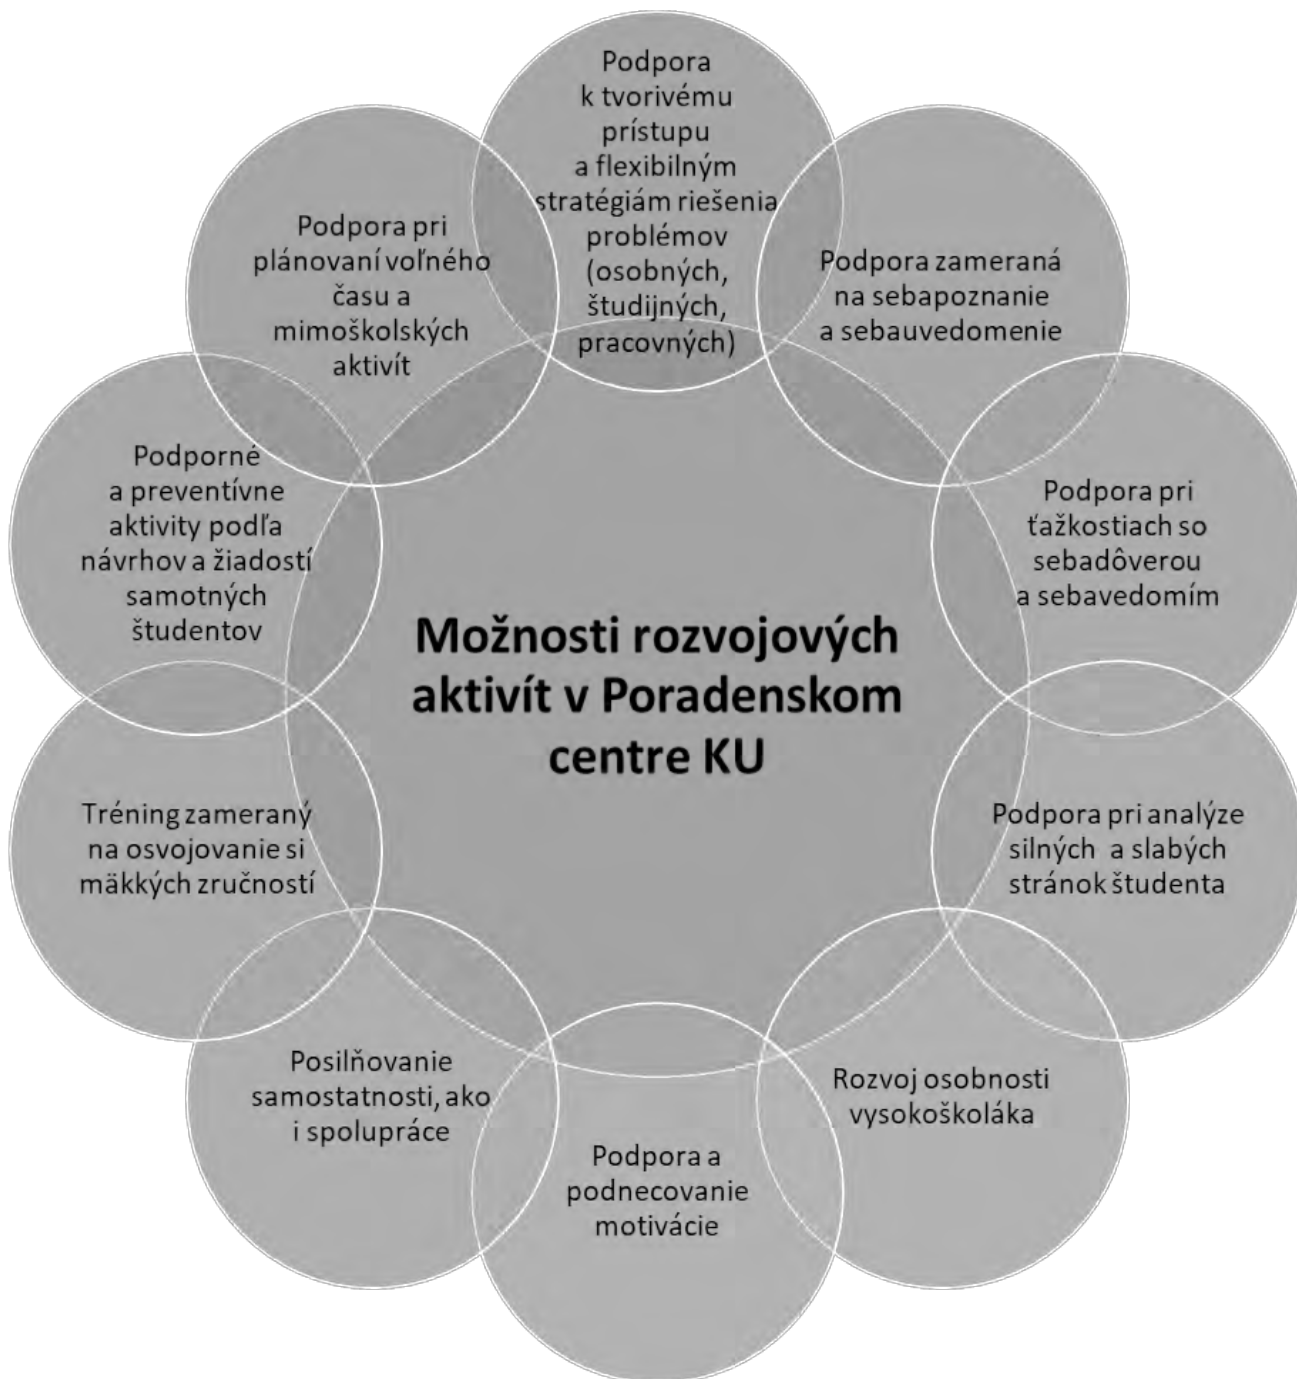 Podpora
k tvorivému
prístupu
a flexibilným
stratégiám riešenia
problémov
(osobných,
študijných,
pracovných)
Podpora zameraná
na sebapoznanie
a sebauvedomenie
Podpora pri
ťažkostiach so
sebadôverou
a sebavedomím
Podpora pri analýze
silných a slabých
stránok študenta
Rozvoj osobnosti
vysokoškoláka
Podpora a
podnecovanie
motivácie
Posilňovanie
samostatnosti, ako
i spolupráce
Tréning zameraný
na osvojovanie si
mäkkých zručností
Podporné
a preventívne
aktivity podľa
návrhov a žiadostí
samotných
študentov
Podpora pri
plánovaní voľného
času a
mimoškolských
aktivít
Možnosti rozvojových
aktivít v Poradenskom
centre KU